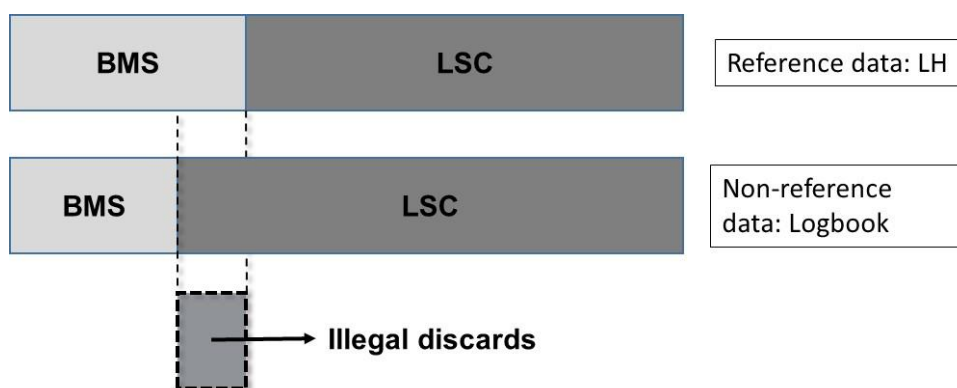 BMS
LSC
Reference data: LH
BMS
LSC
Non-reference
data: Logbook
Illegal discards